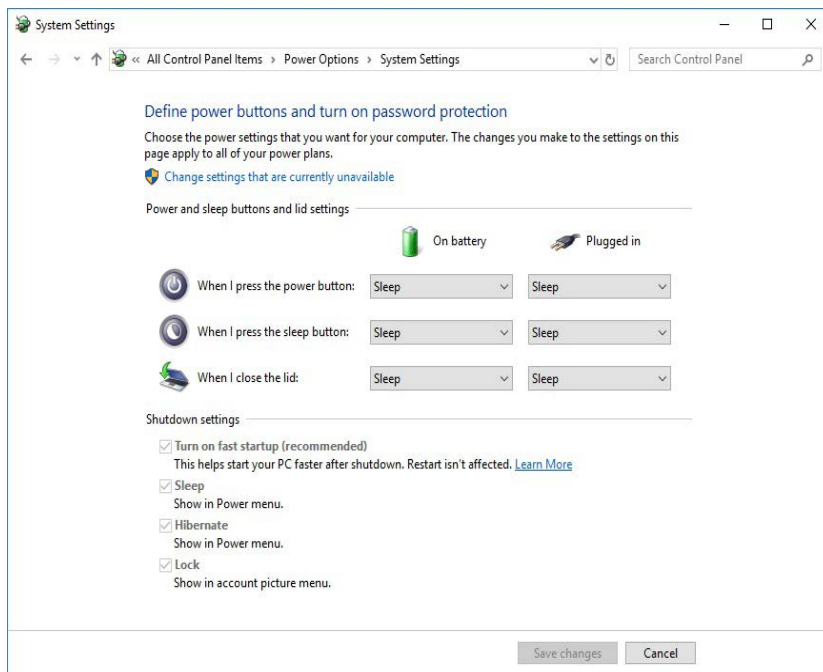 System Settings
« All Control Panel Items > Power Options > System Settings
Search Control Panel
Define power buttons and turn on password protection
Choose the power settings that you want for your computer. The changes you make to the settings on this
page apply to all of your power plans.
Change settings that are currently unavailable
Power and sleep buttons and lid settings
On battery Plugged in
When I press the power button: Sleep Sleep
When I press the sleep button: Sleep Sleep
When I close the lid: Sleep Sleep
Shutdown settings
Turn on fast startup (recommended)
This helps start your PC faster after shutdown. Restart isn't affected. Learn More
Sleep
Show in Power menu.
Hibernate
Show in Power menu.
Lock
Show in account picture menu.
Save changes Cancel